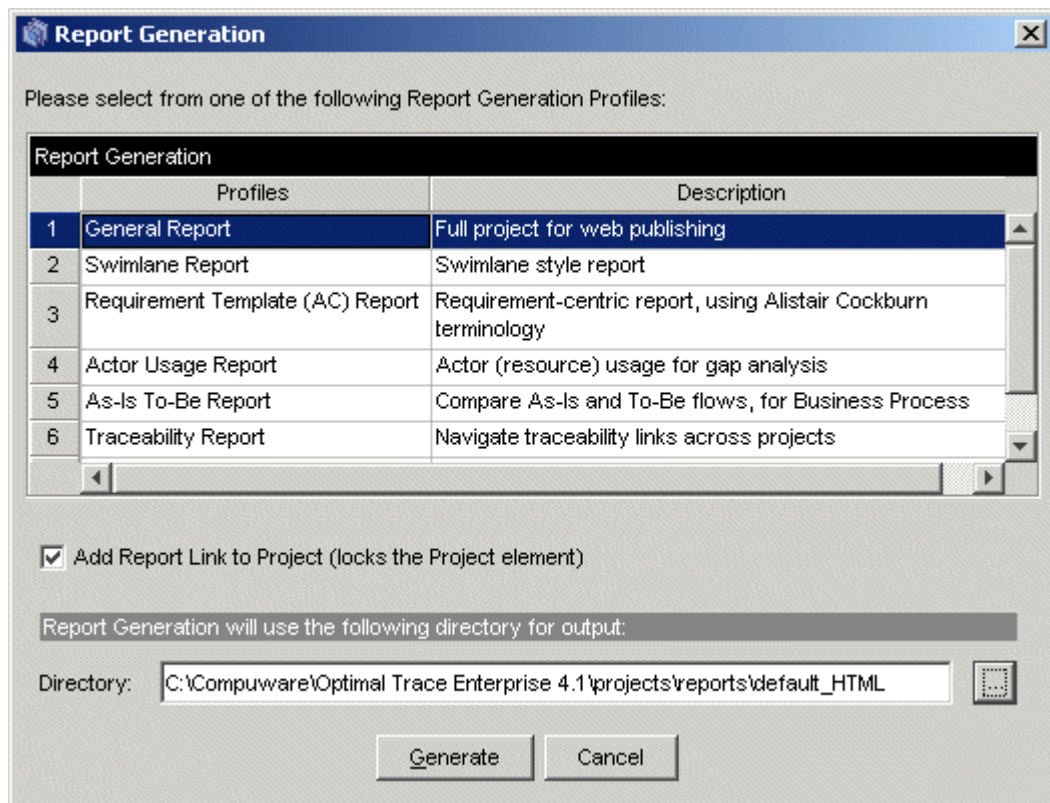 Report Generation
Please select from one of the following Report Generation Profiles:
Report Generation
Profiles Description
1 General Report Full project for web publishing
2 Swimlane Report Swimlane style report
3 Requirement Template (AC) Report Requirement-centric report, using Alistair Cockburn
terminology
4 Actor Usage Report Actor (resource) usage for gap analysis
5 As-Is To-Be Report Compare As-Is and To-Be flows, for Business Process
6 Traceability Report Navigate traceability links across projects
Add Report Link to Project (locks the Project element)
Report Generation will use the following directory for output:
Directory: C:\Compuware\Optimal Trace Enterprise 4.1\projects\reports\default_HTML ...
Generate Cancel